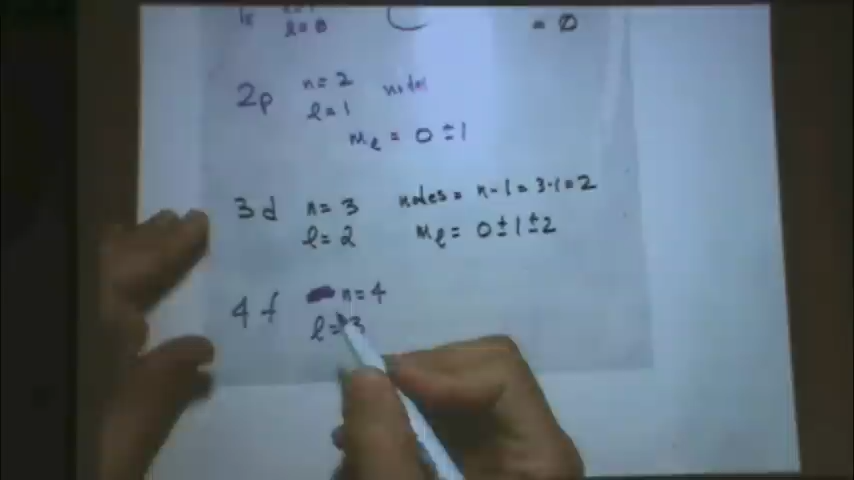 1s
l = 0
= 0
2p n = 2 nodes
l = 1
mℓ = 0 ± 1
3d n = 3 nodes = n - 1 = 3 - 1 = 2
l = 2 mℓ = 0 ± 1 ± 2
4f n = 4
l = 3